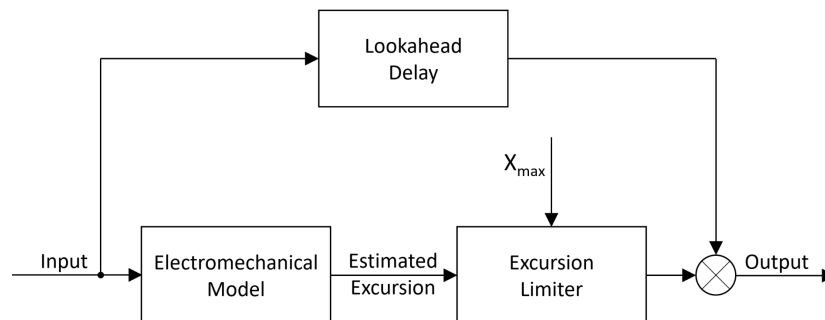 Lookahead
Delay
X_max
Input
Electromechanical
Model
Estimated
Excursion
Excursion
Limiter
Output